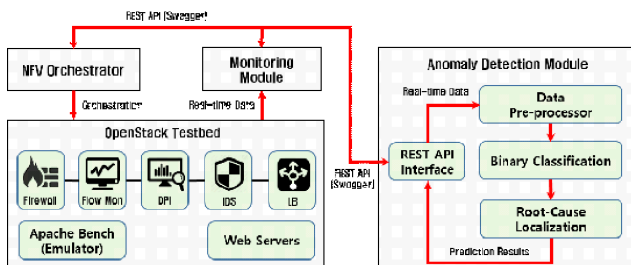 REST API (Swagger)
NFV Orchestrator
Monitoring
Module
Orchestration
Real-time Data
OpenStack Testbed
Firewall
Flow Mon
DPI
IDS
LB
Apache Bench
(Emulator)
Web Servers
REST API
(Swagger)
Anomaly Detection Module
Real-time Data
Data
Pre-processor
REST API
Interface
Binary Classification
Root-Cause
Localization
Prediction Results